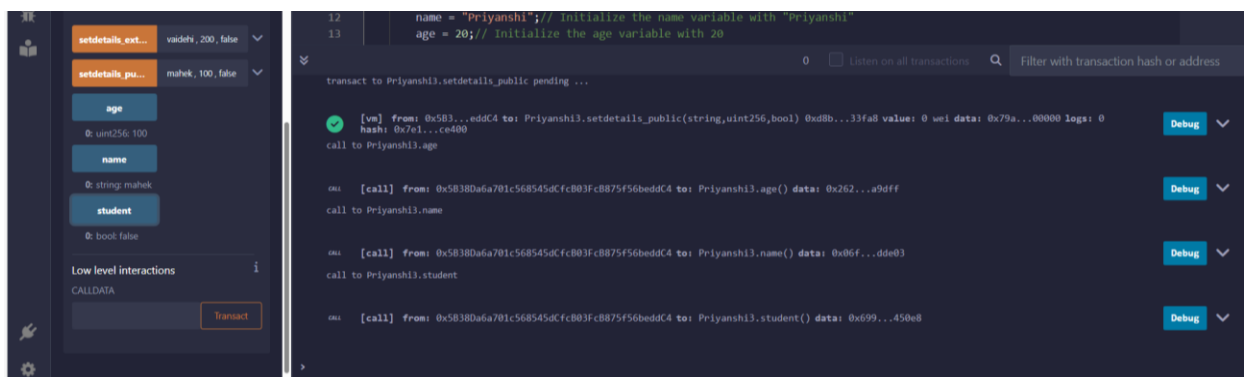 setdetails_ext... vaidehi, 200, false
setdetails_pu... mahek, 100, false
age
0: uint256: 100
name
0: string: mahek
student
0: bool: false
Low level interactions i
CALLDATA
Transact
12 name = "Priyanshi";// Initialize the name variable with "Priyanshi"
13 age = 20;// Initialize the age variable with 20
0 Listen on all transactions Filter with transaction hash or address
transact to Priyanshi3.setdetails_public pending ...
[vm] from: 0x5B3...eddC4 to: Priyanshi3.setdetails_public(string,uint256,bool) 0xd8b...33fa8 value: 0 wei data: 0x79a...00000 logs: 0
hash: 0x7e1...ce400
Debug
call to Priyanshi3.age
CALL [call] from: 0x5B38Da6a701c568545dCfcB03FcB875f56beddC4 to: Priyanshi3.age() data: 0x262...a9dff Debug
call to Priyanshi3.name
CALL [call] from: 0x5B38Da6a701c568545dCfcB03FcB875f56beddC4 to: Priyanshi3.name() data: 0x06f...dde03 Debug
call to Priyanshi3.student
CALL [call] from: 0x5B38Da6a701c568545dCfcB03FcB875f56beddC4 to: Priyanshi3.student() data: 0x699...450e8 Debug
>